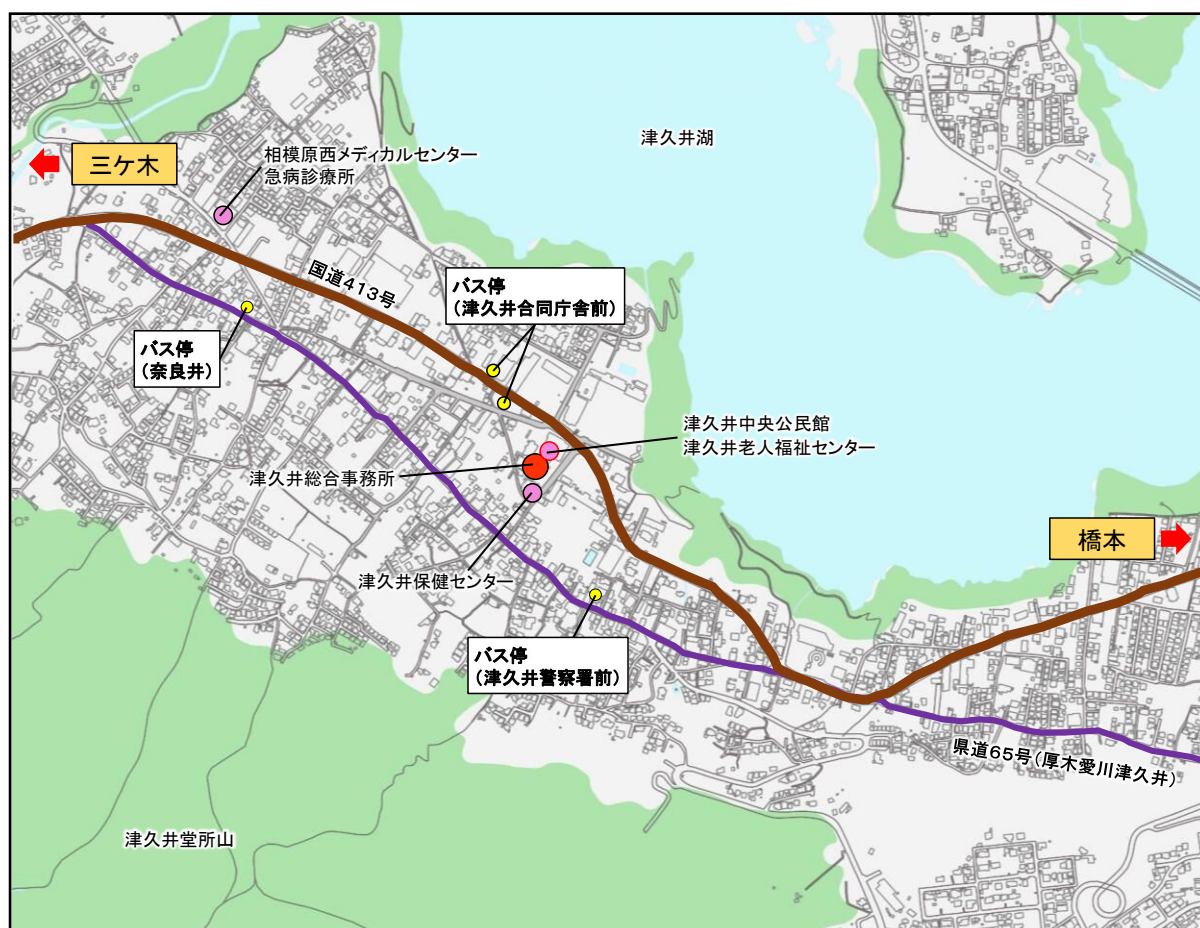 津久井湖
三ケ木
相模原西メディカルセンター
急病診療所
国道413号
バス停
(津久井合同庁舎前)
バス停
(奈良井)
津久井中央公民館
津久井老人福祉センター
津久井総合事務所
橋本
津久井保健センター
バス停
(津久井警察署前)
県道65号(厚木愛川津久井)
津久井堂所山